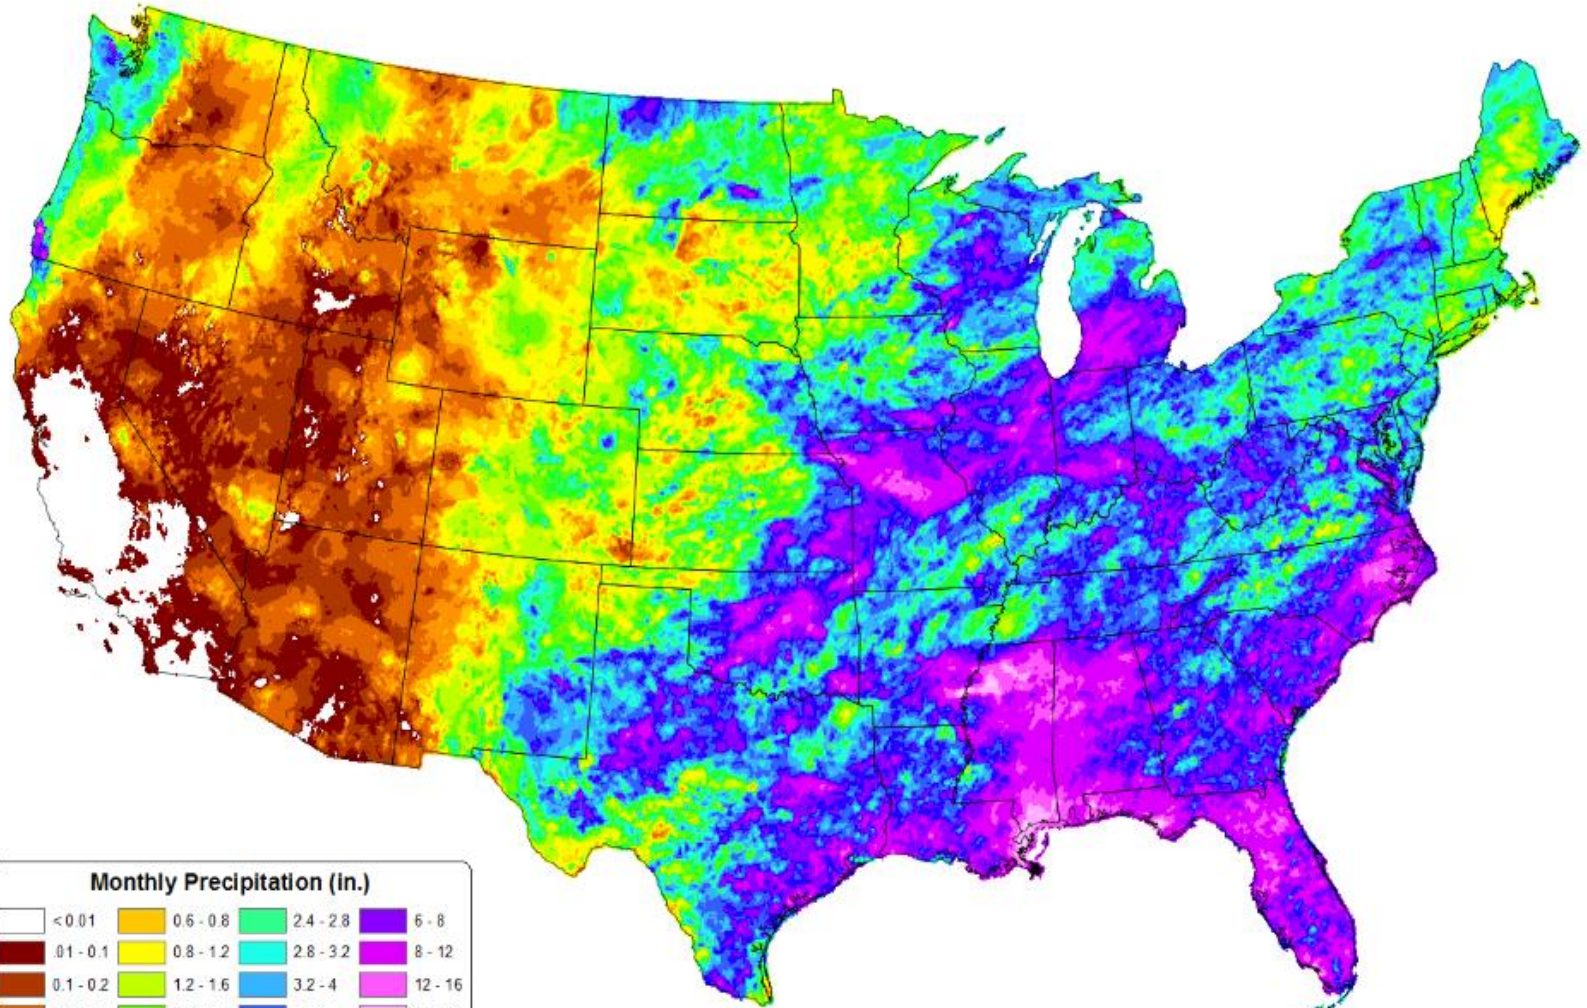 Monthly Precipitation (in.)
< 0.01 0.6 - 0.8 2.4 - 2.8 6 - 8
.01 - 0.1 0.8 - 1.2 2.8 - 3.2 8 - 12
0.1 - 0.2 1.2 - 1.6 3.2 - 4 12 - 16